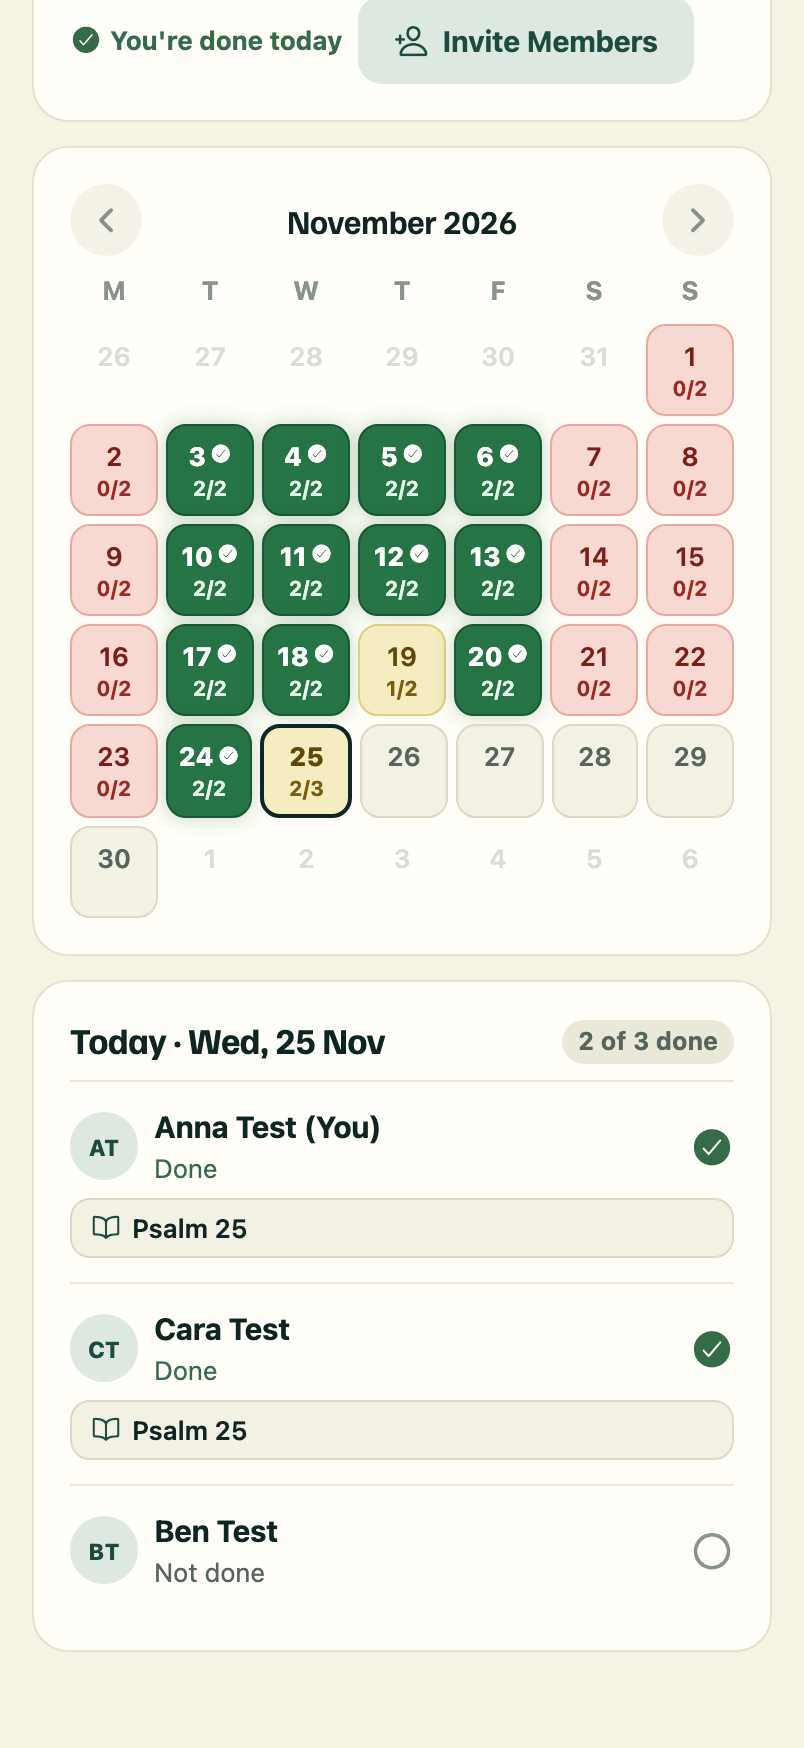 You're done today
Invite Members
November 2026
M T W T F S S
26 27 28 29 30 31 1
0/2
2 3 4 5 6 7 8
0/2 2/2 2/2 2/2 2/2 0/2 0/2
9 10 11 12 13 14 15
0/2 2/2 2/2 2/2 2/2 0/2 0/2
16 17 18 19 20 21 22
0/2 2/2 2/2 1/2 2/2 0/2 0/2
23 24 25 26 27 28 29
0/2 2/2 2/3
30 1 2 3 4 5 6
Today · Wed, 25 Nov
2 of 3 done
AT
Anna Test (You)
Done
Psalm 25
CT
Cara Test
Done
Psalm 25
BT
Ben Test
Not done